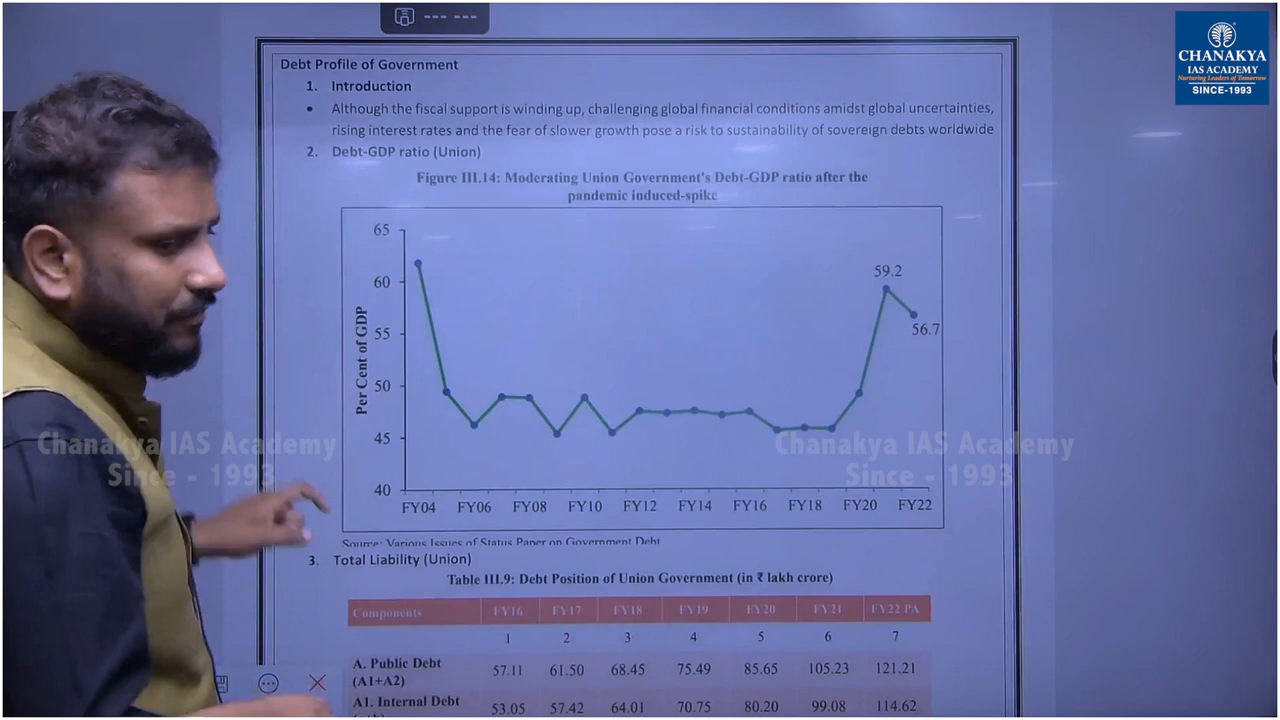 --- ---
CHANAKYA
IAS ACADEMY
Nurturing Leaders of Tomorrow
SINCE-1993
Debt Profile of Government
1. Introduction
• Although the fiscal support is winding up, challenging global financial conditions amidst global uncertainties,
rising interest rates and the fear of slower growth pose a risk to sustainability of sovereign debts worldwide
2. Debt-GDP ratio (Union)
Figure III.14: Moderating Union Government's Debt-GDP ratio after the
pandemic induced-spike
Per Cent of GDP
65
60
55
50
45
40
59.2
56.7
FY04 FY06 FY08 FY10 FY12 FY14 FY16 FY18 FY20 FY22
Chanakya IAS Academy
Since - 1993
Chanakya IAS Academy
Since - 1993
Source: Various Issues of Status Paper on Government Debt
3. Total Liability (Union)
Table III.9: Debt Position of Union Government (in ₹ lakh crore)
Components FY16 FY17 FY18 FY19 FY20 FY21 FY22 PA
1 2 3 4 5 6 7
A. Public Debt
(A1+A2) 57.11 61.50 68.45 75.49 85.65 105.23 121.21
A1. Internal Debt
53.05 57.42 64.01 70.75 80.20 99.08 114.62